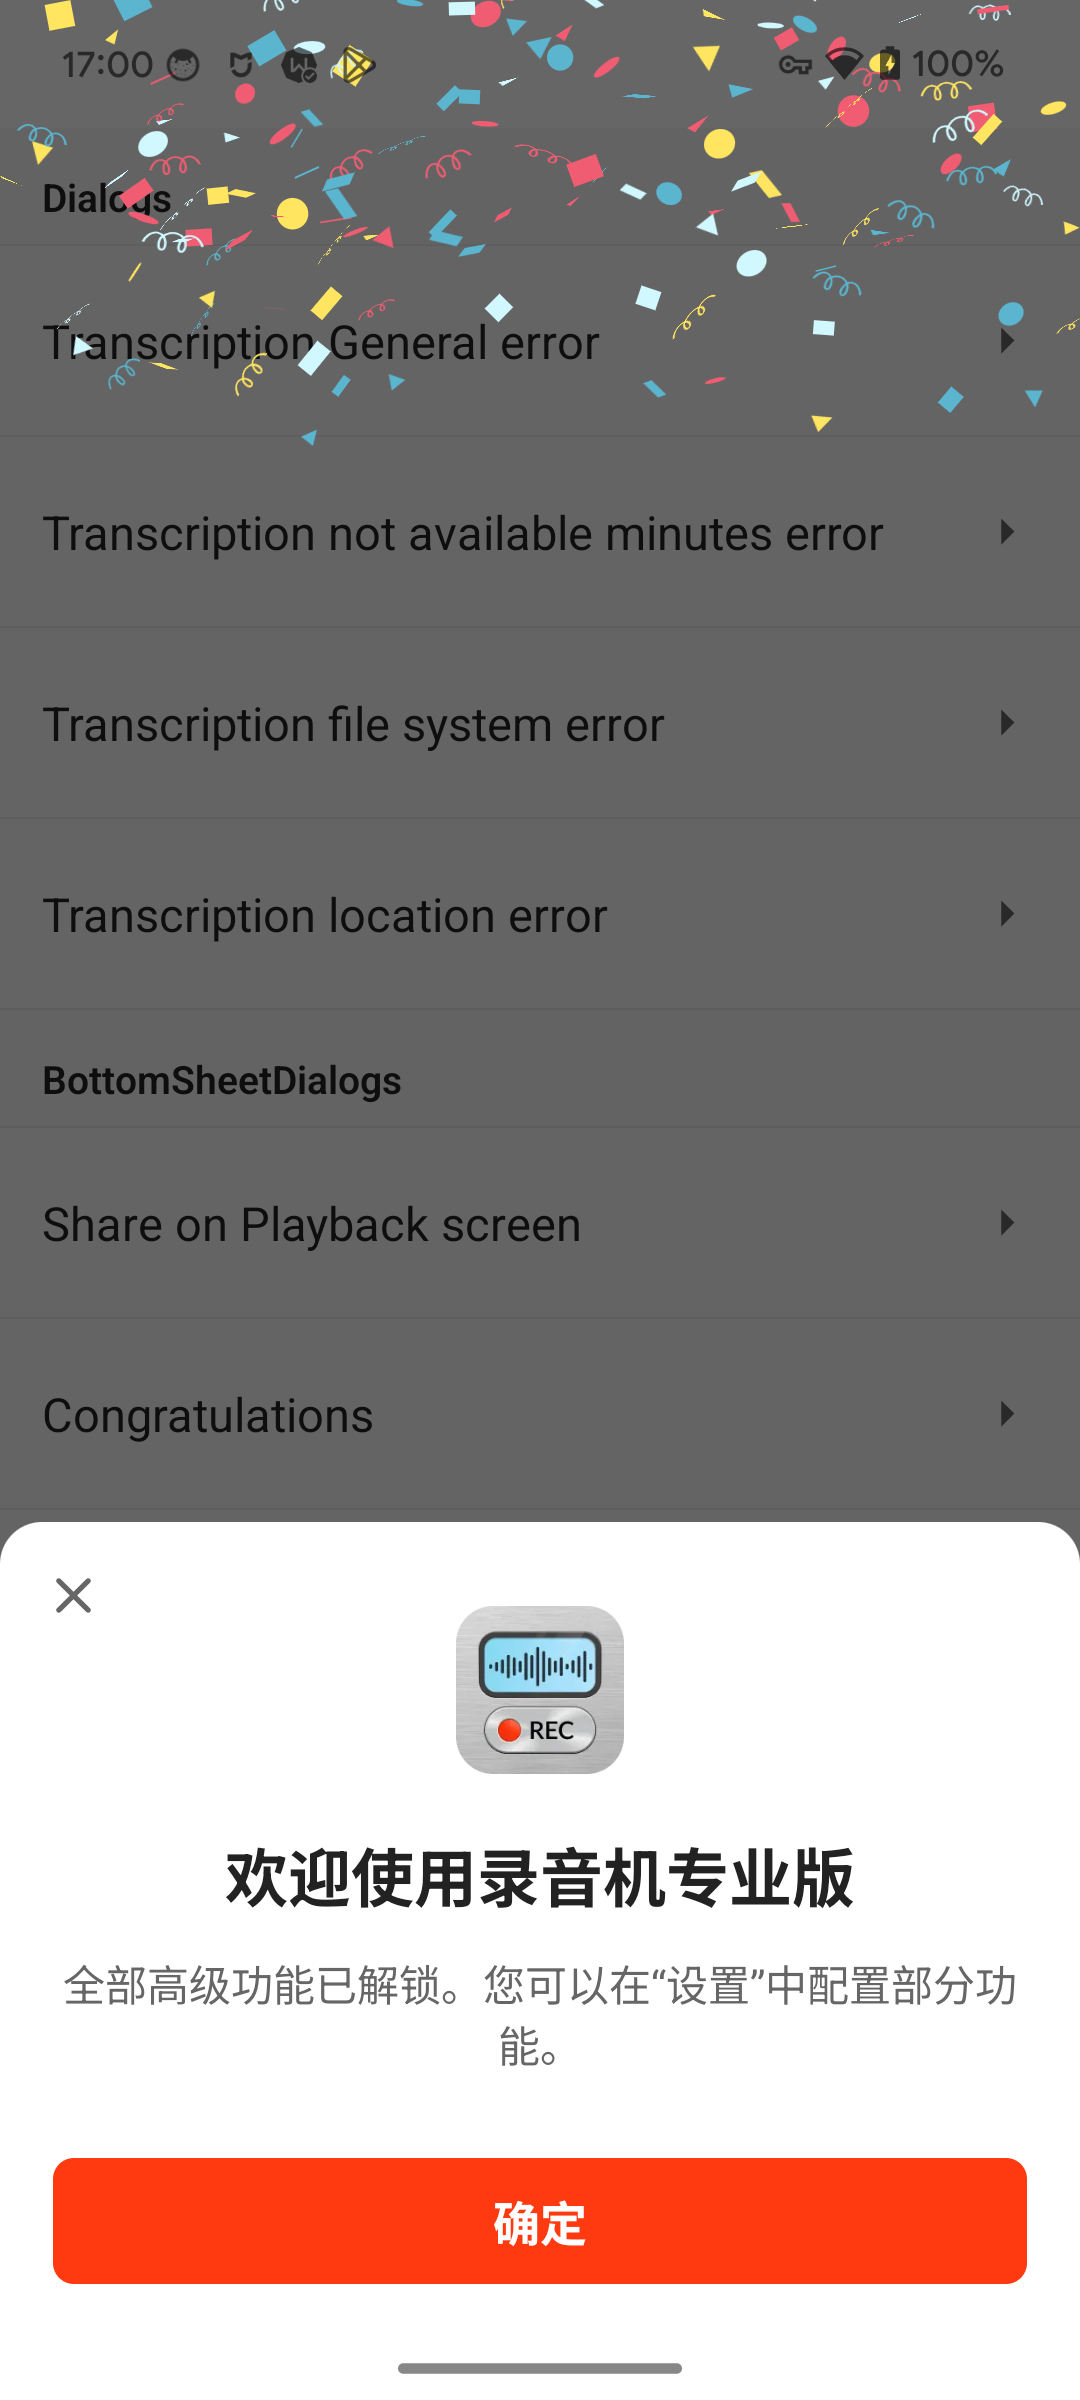 17:00
100%
Dialogs
Transcription General error
Transcription not available minutes error
Transcription file system error
Transcription location error
BottomSheetDialogs
Share on Playback screen
Congratulations
REC
欢迎使用录音机专业版
全部高级功能已解锁。您可以在“设置”中配置部分功
能。
确定